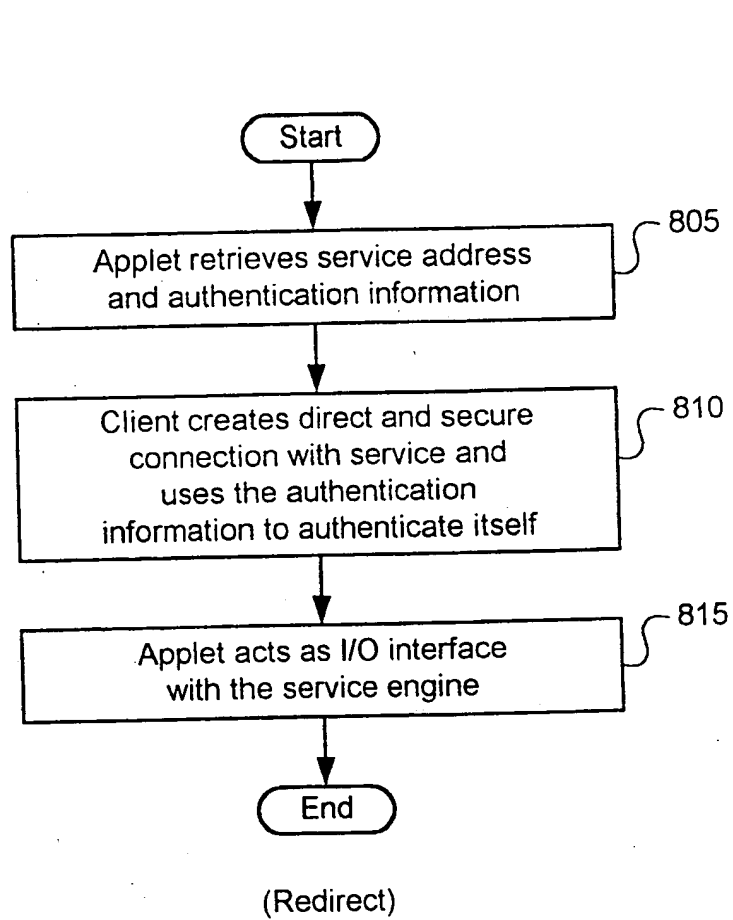 Start
805
Applet retrieves service address
and authentication information
810
Client creates direct and secure
connection with service and
uses the authentication
information to authenticate itself
815
Applet acts as I/O interface
with the service engine
End
(Redirect)